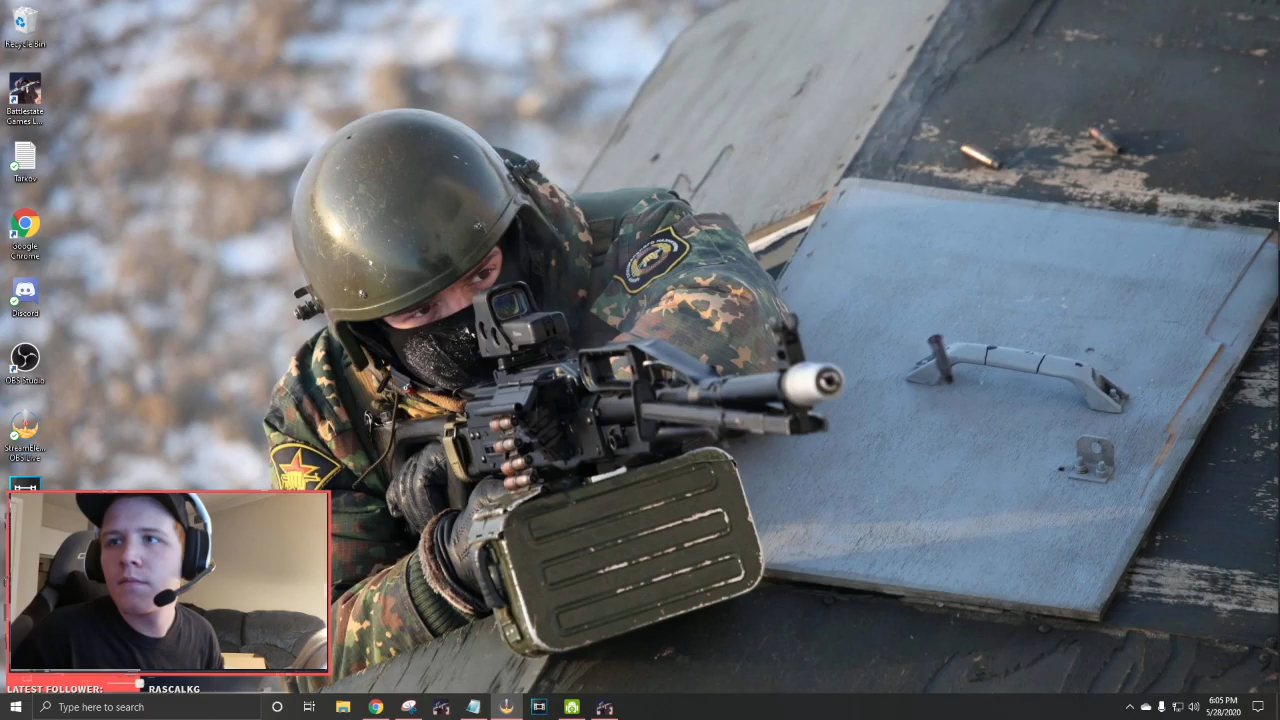 Recycle Bin
Battlestate
Games L...
Tarkov
Google
Chrome
Discord
OBS Studio
StreamEle...
OBS.Live
LATEST FOLLOWER:
RASCALKG
Type here to search
6:05 PM
5/28/2020